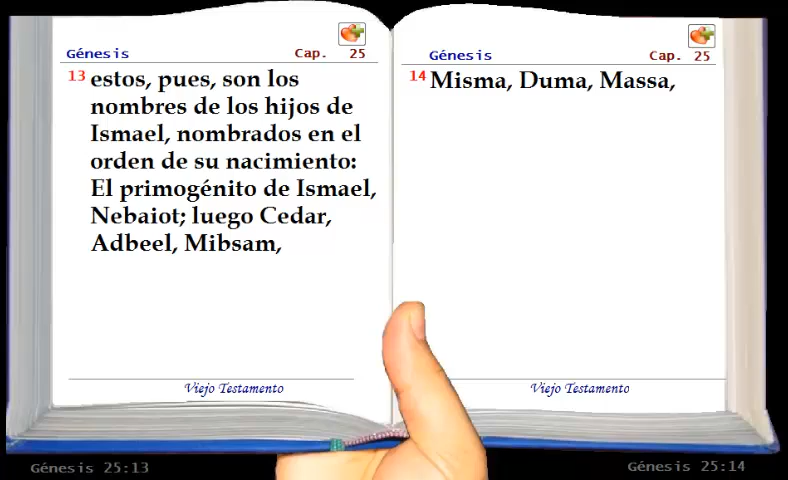 Génesis Cap. 25
13 estos, pues, son los
nombres de los hijos de
Ismael, nombrados en el
orden de su nacimiento:
El primogénito de Ismael,
Nebaiot; luego Cedar,
Adbeel, Mibsam,
Viejo Testamento
Génesis 25:13
Génesis Cap. 25
14 Misma, Duma, Massa,
Viejo Testamento
Génesis 25:14